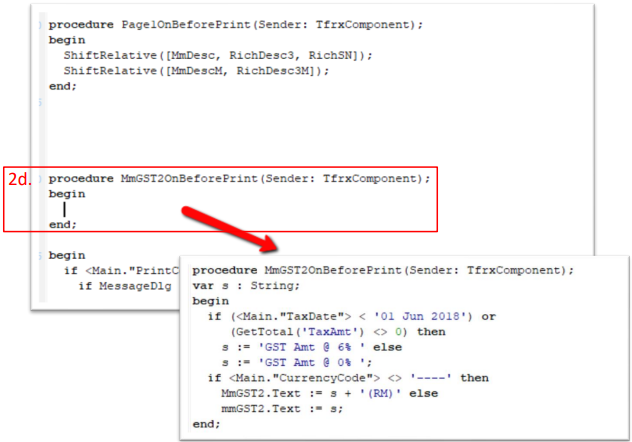 procedure Page1OnBeforePrint(Sender: TfrxComponent);
begin
ShiftRelative([MmDesc, RichDesc3, RichSN]);
ShiftRelative([MmDescM, RichDesc3M]);
end;
2d. procedure MmGST2OnBeforePrint(Sender: TfrxComponent);
begin
end;
begin
if <Main."PrintC
if MessageDlg
procedure MmGST2OnBeforePrint(Sender: TfrxComponent);
var s : String;
begin
if (<Main."TaxDate"> < '01 Jun 2018') or
(GetTotal('TaxAmt') <> 0) then
s := 'GST Amt @ 6% ' else
s := 'GST Amt @ 0% ';
if <Main."CurrencyCode"> <> '----' then
MmGST2.Text := s + '(RM)' else
mmGST2.Text := s;
end;